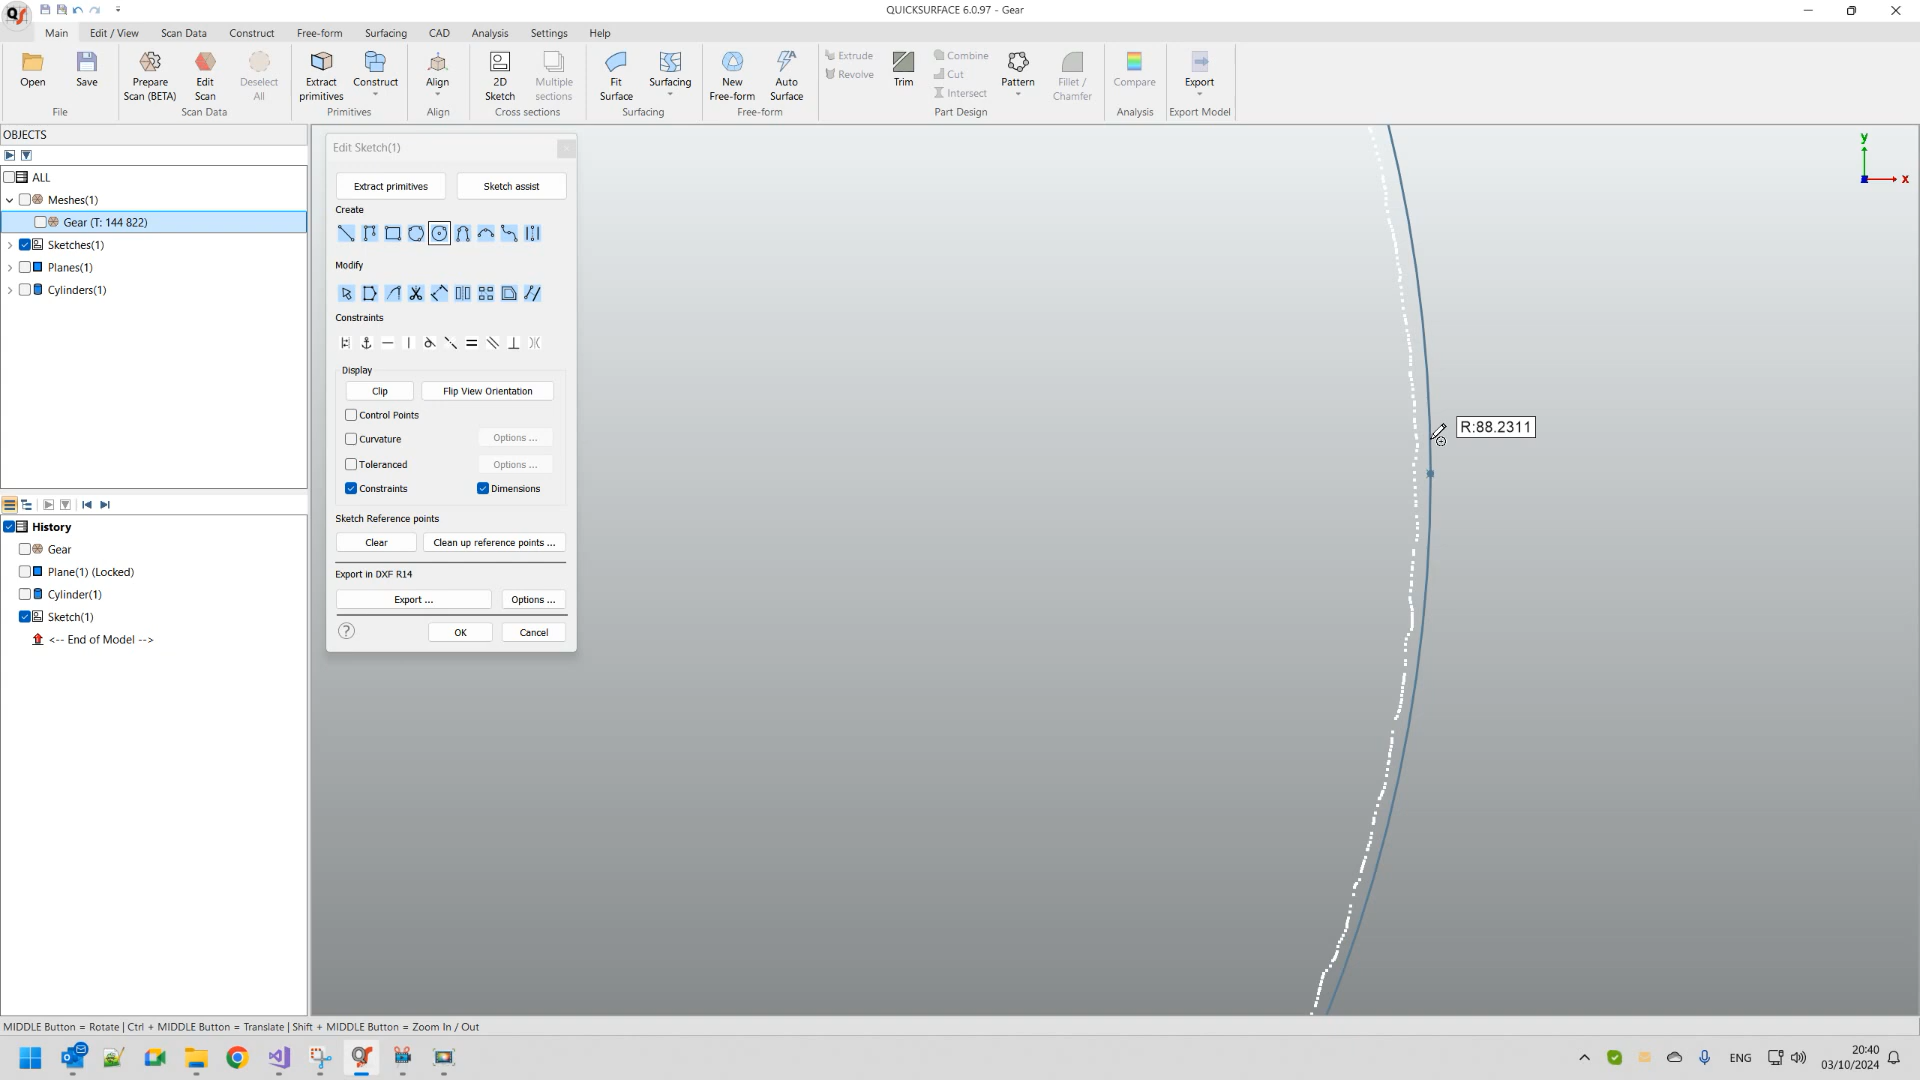 QUICKSURFACE 6.0.97 - Gear
Main Edit / View Scan Data Construct Free-form Surfacing CAD Analysis Settings Help
Open
Save
File
Prepare
Scan (BETA)
Edit
Scan
Deselect
All
Scan Data
Extract
primitives
Construct
Primitives
Align
Align
2D
Sketch
Multiple
sections
Cross sections
Fit
Surface
Surfacing
Surfacing
New
Free-form
Auto
Surface
Free-form
Extrude
Revolve
Trim
Combine
Cut
Intersect
Pattern
Fillet /
Chamfer
Part Design
Compare
Analysis
Export
Export Model
OBJECTS
ALL
Meshes(1)
Gear (T: 144 822)
Sketches(1)
Planes(1)
Cylinders(1)
History
Gear
Plane(1) (Locked)
Cylinder(1)
Sketch(1)
<-- End of Model -->
Edit Sketch(1)
Extract primitives Sketch assist
Create
Modify
Constraints
Display
Clip Flip View Orientation
Control Points
Curvature Options ...
Toleranced Options ...
Constraints Dimensions
Sketch Reference points
Clear Clean up reference points ...
Export in DXF R14
Export ... Options ...
? OK Cancel
y
x
R:88.2311
MIDDLE Button = Rotate | Ctrl + MIDDLE Button = Translate | Shift + MIDDLE Button = Zoom In / Out
ENG
20:40
03/10/2024